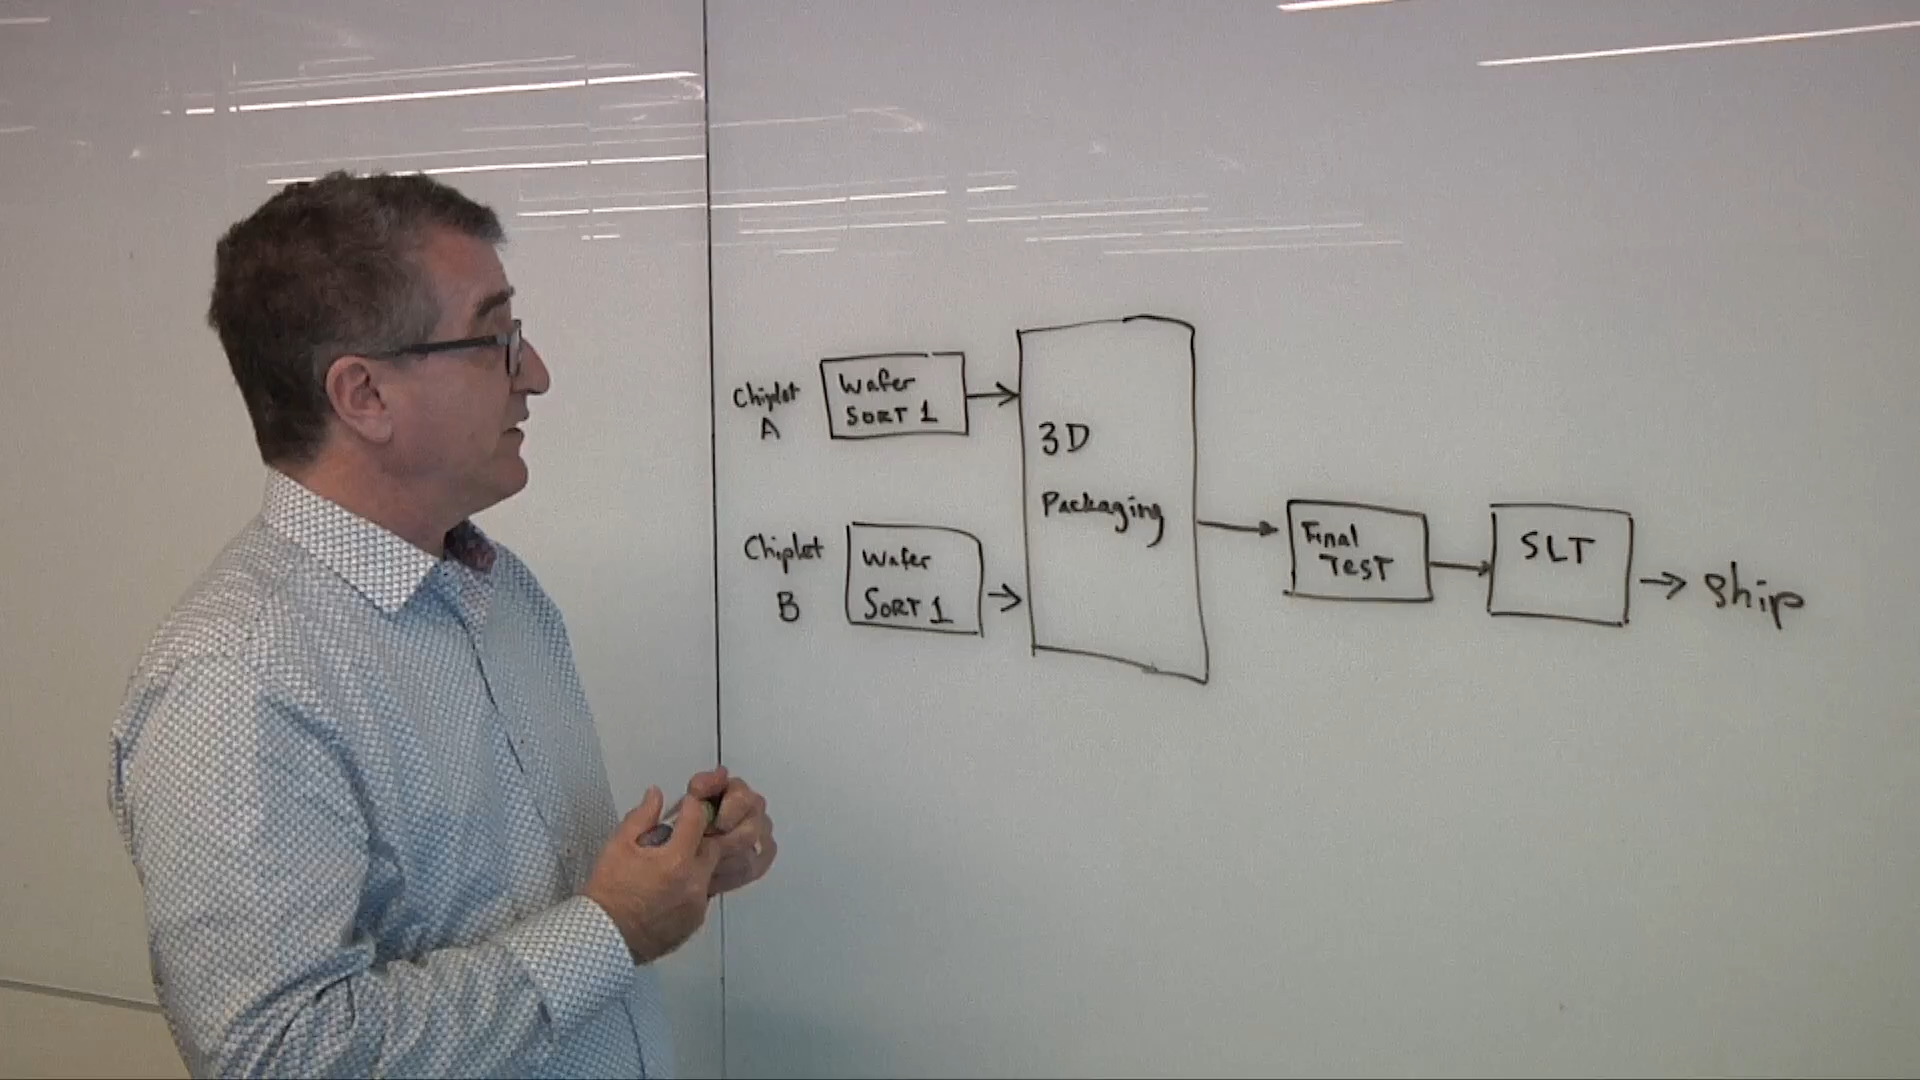 Chiplet
A
Wafer
SORT 1
Chiplet
B
Wafer
SORT 1
3D
Packaging
Final
TEST
SLT
Ship